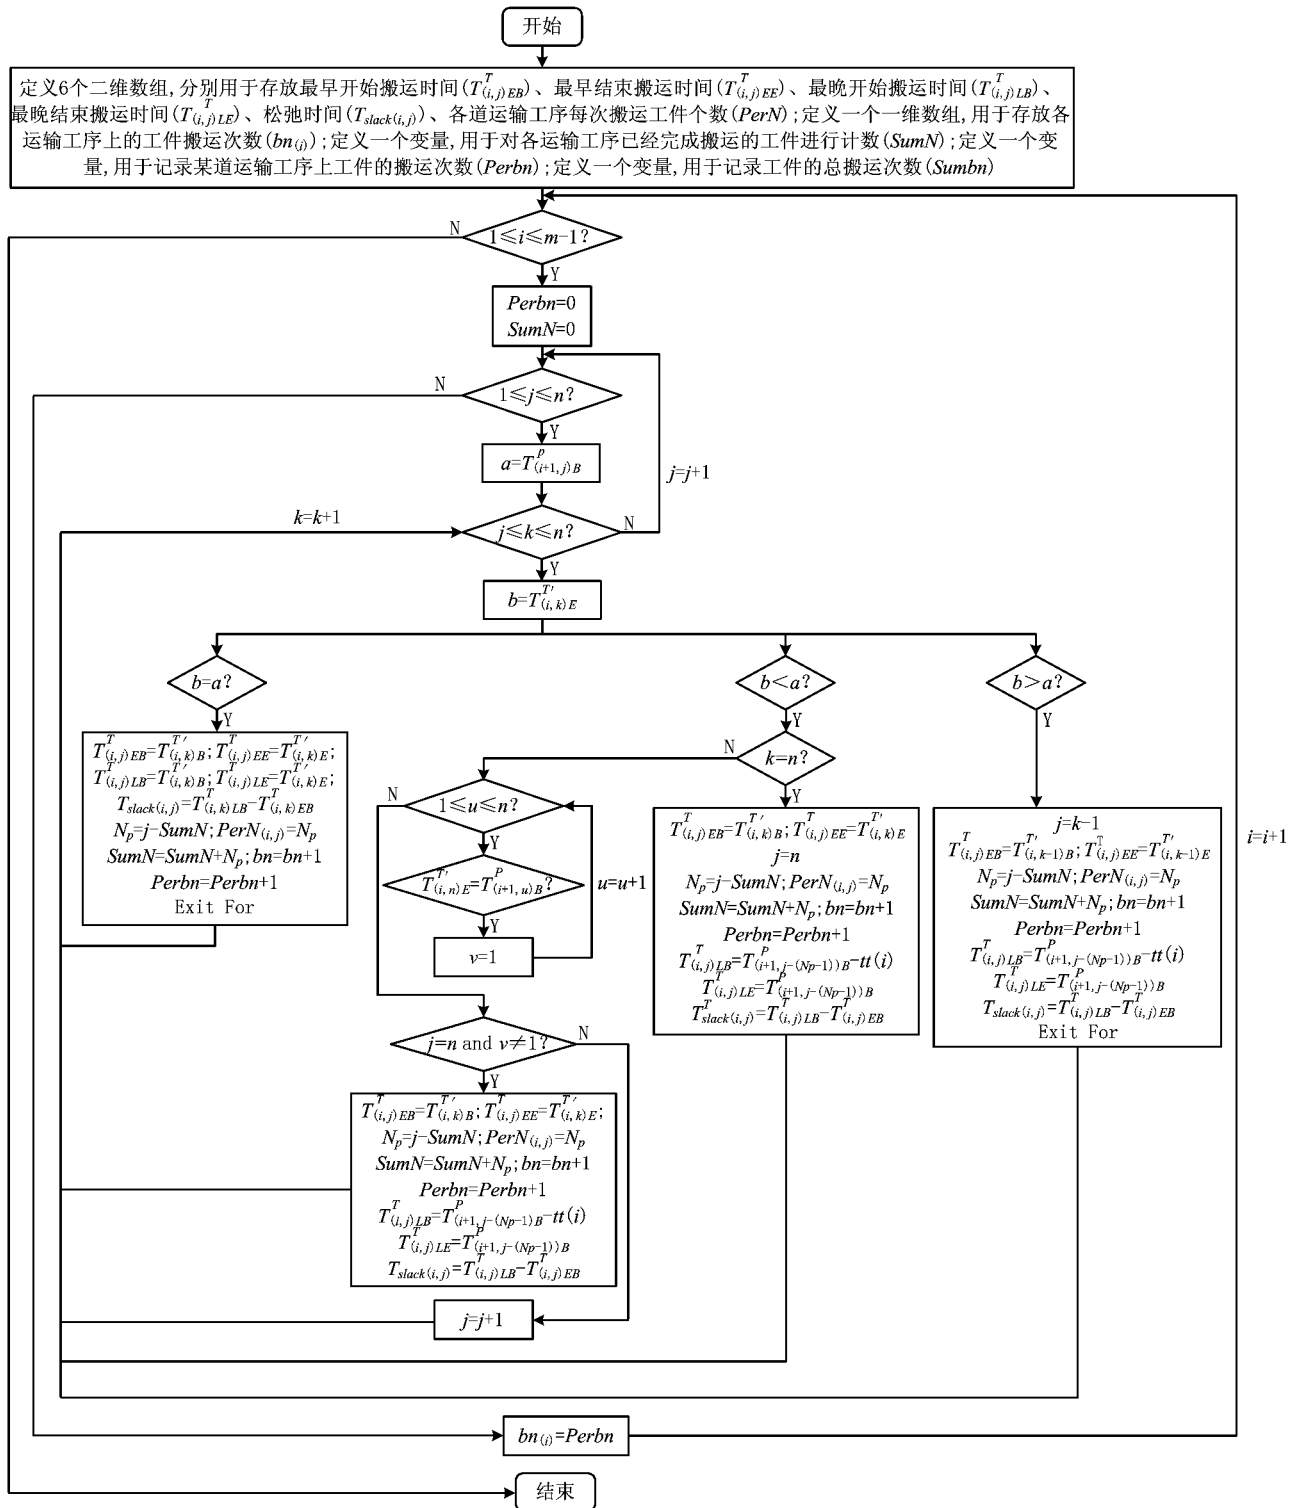 开始
定义6个二维数组,分别用于存放最早开始搬运时间(T^T_(i,j)EB)、最早结束搬运时间(T^T_(i,j)EE)、最晚开始搬运时间(T^T_(i,j)LB)、
最晚结束搬运时间(T^T_(i,j)LE)、松弛时间(T_slack(i,j))、各道运输工序每次搬运工件个数(PerN);定义一个一维数组,用于存放各
运输工序上的工件搬运次数(bn_(j));定义一个变量,用于对各运输工序已经完成搬运的工件进行计数(SumN);定义一个变
量,用于记录某道运输工序上工件的搬运次数(Perbn);定义一个变量,用于记录工件的总搬运次数(Sumbn)
N
1≤i≤m-1?
Y
Perbn=0
SumN=0
N
1≤j≤n?
Y
a=T^p_(i+1,j)B
j=j+1
k=k+1
j≤k≤n?
N
Y
b=T^T'_(i,k)E
b=a?
b<a?
b>a?
Y
Y
Y
T^T_(i,j)EB=T^T'_(i,k)B;T^T_(i,j)EE=T^T'_(i,k)E;
T^T_(i,j)LB=T^T'_(i,k)B;T^T_(i,j)LE=T^T'_(i,k)E;
T_slack(i,j)=T^T_(i,k)LB-T^T_(i,k)EB
N_p=j-SumN;PerN_(i,j)=N_p
SumN=SumN+N_p;bn=bn+1
Perbn=Perbn+1
Exit For
N
k=n?
Y
N
1≤u≤n?
Y
T^T'_(i,n)E=T^P_(i+1,u)B?
u=u+1
Y
v=1
j=n and v≠1?
N
Y
T^T_(i,j)EB=T^T'_(i,k)B;T^T_(i,j)EE=T^T'_(i,k)E;
N_p=j-SumN;PerN_(i,j)=N_p
SumN=SumN+N_p;bn=bn+1
Perbn=Perbn+1
T^T_(i,j)LB=T^P_(i+1,j-(Np-1)B-tt(i)
T^T_(i,j)LE=T^P_(i+1,j-(Np-1))B
T_slack(i,j)=T^T_(i,j)LB-T^T_(i,j)EB
j=j+1
T^T_(i,j)EB=T^T'_(i,k)B;T^T_(i,j)EE=T^T'_(i,k)E
j=n
N_p=j-SumN;PerN_(i,j)=N_p
SumN=SumN+N_p;bn=bn+1
Perbn=Perbn+1
T^T_(i,j)LB=T^P_(i+1,j-(Np-1))B-tt(i)
T^T_(i,j)LE=T^P_(i+1,j-(Np-1))B
T^T_slack(i,j)=T^T_(i,j)LB-T^T_(i,j)EB
j=k-1
T^T_(i,j)EB=T^T'_(i,k-1)B;T^T_(i,j)EE=T^T'_(i,k-1)E
N_p=j-SumN;PerN_(i,j)=N_p
SumN=SumN+N_p;bn=bn+1
Perbn=Perbn+1
T^T_(i,j)LB=T^P_(i+1,j-(Np-1))B-tt(i)
T^T_(i,j)LE=T^P_(i+1,j-(Np-1))B
T_slack(i,j)=T^T_(i,j)LB-T^T_(i,j)EB
Exit For
i=i+1
bn_(i)=Perbn
结束